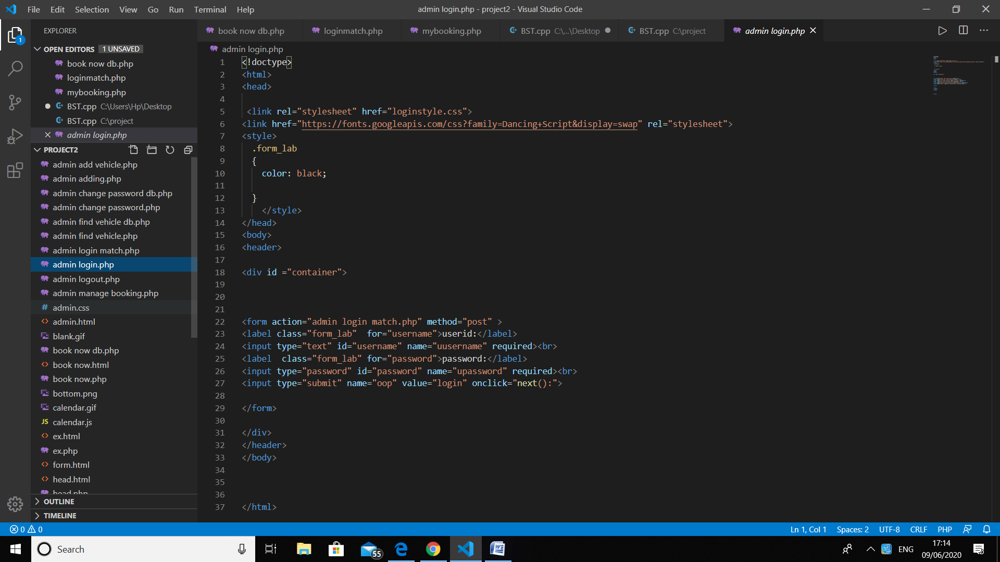 File Edit Selection View Go Run Terminal Help
admin login.php - project2 - Visual Studio Code
EXPLORER
OPEN EDITORS 1 UNSAVED
book now db.php
loginmatch.php
mybooking.php
BST.cpp C:\Users\Hp\Desktop
BST.cpp C:\project
admin login.php
PROJECT2
admin add vehicle.php
admin adding.php
admin change password db.php
admin change password.php
admin find vehicle db.php
admin find vehicle.php
admin login match.php
admin login.php
admin logout.php
admin manage booking.php
# admin.css
<> admin.html
blank.gif
book now db.php
<> book now.html
book now.php
bottom.png
calendar.gif
JS calendar.js
<> ex.html
ex.php
<> form.html
<> head.html
head.php
OUTLINE
TIMELINE
book now db.php loginmatch.php mybooking.php BST.cpp C:\...\Desktop BST.cpp C:\project admin login.php
admin login.php
1 <!doctype>
2 <html>
3 <head>
4
5 <link rel="stylesheet" href="loginstyle.css">
6 <link href="https://fonts.googleapis.com/css?family=Dancing+Script&display=swap" rel="stylesheet">
7 <style>
8 .form_lab
9 {
10 color: black;
11
12 }
13 </style>
14 </head>
15 <body>
16 <header>
17
18 <div id ="container">
19
20
21
22 <form action="admin login match.php" method="post" >
23 <label class="form_lab"  for="username">userid:</label>
24 <input type="text" id="username" name="uusername" required><br>
25 <label  class="form_lab" for="password">password:</label>
26 <input type="password" id="password" name="upassword" required><br>
27 <input type="submit" name="oop" value="login" onclick="next():">
28
29 </form>
30
31 </div>
32 </header>
33 </body>
34
35
36
37 </html>
1
0 0
Ln 1, Col 1 Spaces: 2 UTF-8 CRLF PHP
Search
55
ENG
17:14
09/06/2020